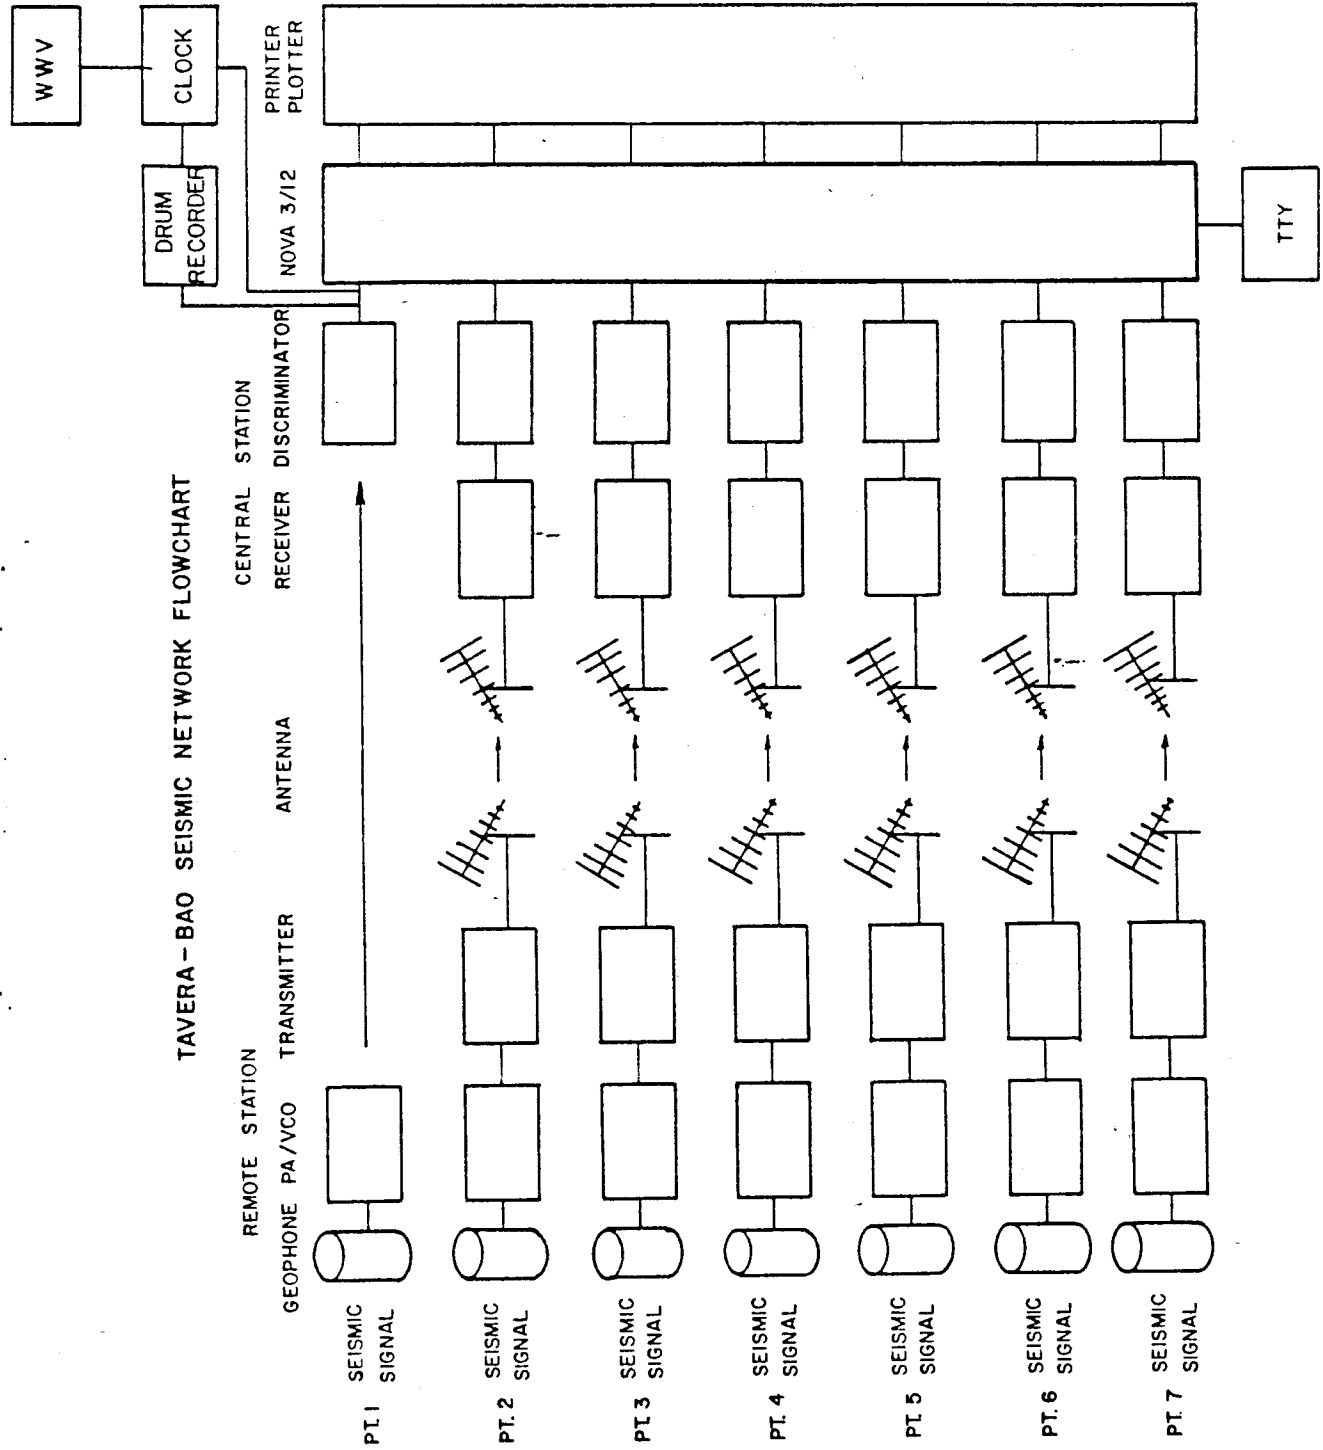 TAVERA-BAO SEISMIC NETWORK FLOWCHART
WWV
CLOCK
DRUM
RECORDER
REMOTE STATION
CENTRAL STATION
GEOPHONE
PA/VCO
TRANSMITTER
ANTENNA
RECEIVER
DISCRIMINATOR
NOVA 3/12
PRINTER
PLOTTER
PT.1
SEISMIC
SIGNAL
PT.2
SEISMIC
SIGNAL
PT.3
SEISMIC
SIGNAL
PT. 4
SEISMIC
SIGNAL
PT. 5
SEISMIC
SIGNAL
PT.6
SEISMIC
SIGNAL
PT. 7
SEISMIC
SIGNAL
TTY